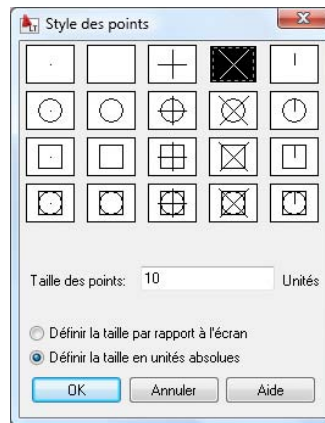 LT
Style des points
Taille des points: 10 Unités
Définir la taille par rapport à l'écran
Définir la taille en unités absolues
OK Annuler Aide